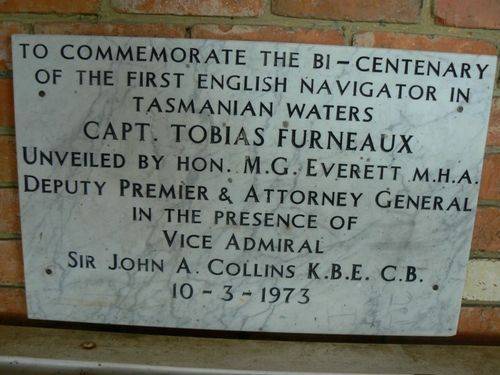 TO COMMEMORATE THE BI-CENTENARY
OF THE FIRST ENGLISH NAVIGATOR IN
TASMANIAN WATERS
CAPT. TOBIAS FURNEAUX
UNVEILED BY HON. M.G. EVERETT M.H.A.
DEPUTY PREMIER & ATTORNEY GENERAL
IN THE PRESENCE OF
VICE ADMIRAL
SIR JOHN A. COLLINS K.B.E. C.B.
10-3-1973